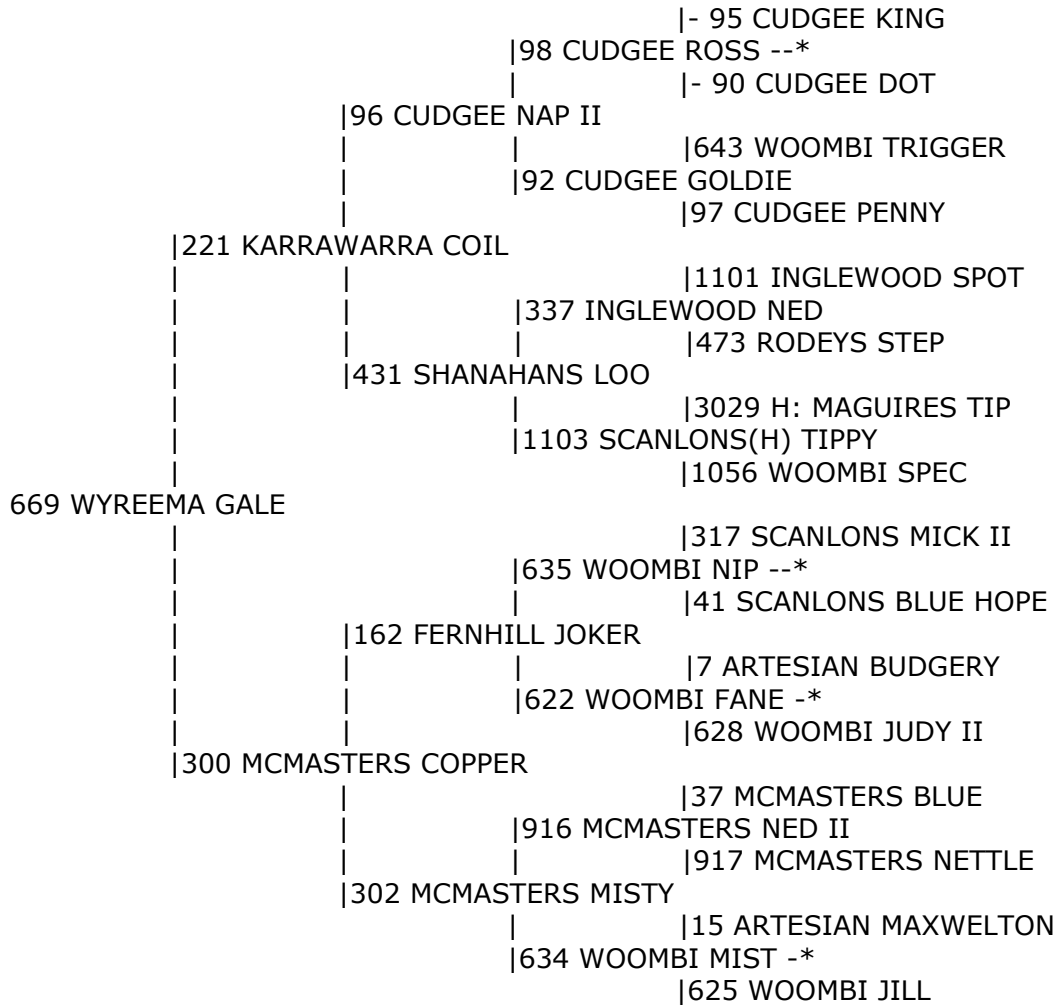 |- 95 CUDGEE KING
|98 CUDGEE ROSS --*
| |- 90 CUDGEE DOT
|96 CUDGEE NAP II
| | |643 WOOMBI TRIGGER
| |92 CUDGEE GOLDIE
| |97 CUDGEE PENNY
|221 KARRAWARRA COIL
| | |1101 INGLEWOOD SPOT
| | |337 INGLEWOOD NED
| | | |473 RODEYS STEP
| |431 SHANAHANS LOO
| | |3029 H: MAGUIRES TIP
| |1103 SCANLONS(H) TIPPY
| |1056 WOOMBI SPEC
669 WYREEMA GALE
| |317 SCANLONS MICK II
| |635 WOOMBI NIP --*
| | |41 SCANLONS BLUE HOPE
| |162 FERNHILL JOKER
| | | |7 ARTESIAN BUDGERY
| | |622 WOOMBI FANE -*
| | |628 WOOMBI JUDY II
|300 MCMASTERS COPPER
| |37 MCMASTERS BLUE
| |916 MCMASTERS NED II
| | |917 MCMASTERS NETTLE
|302 MCMASTERS MISTY
| |15 ARTESIAN MAXWELTON
|634 WOOMBI MIST -*
|625 WOOMBI JILL